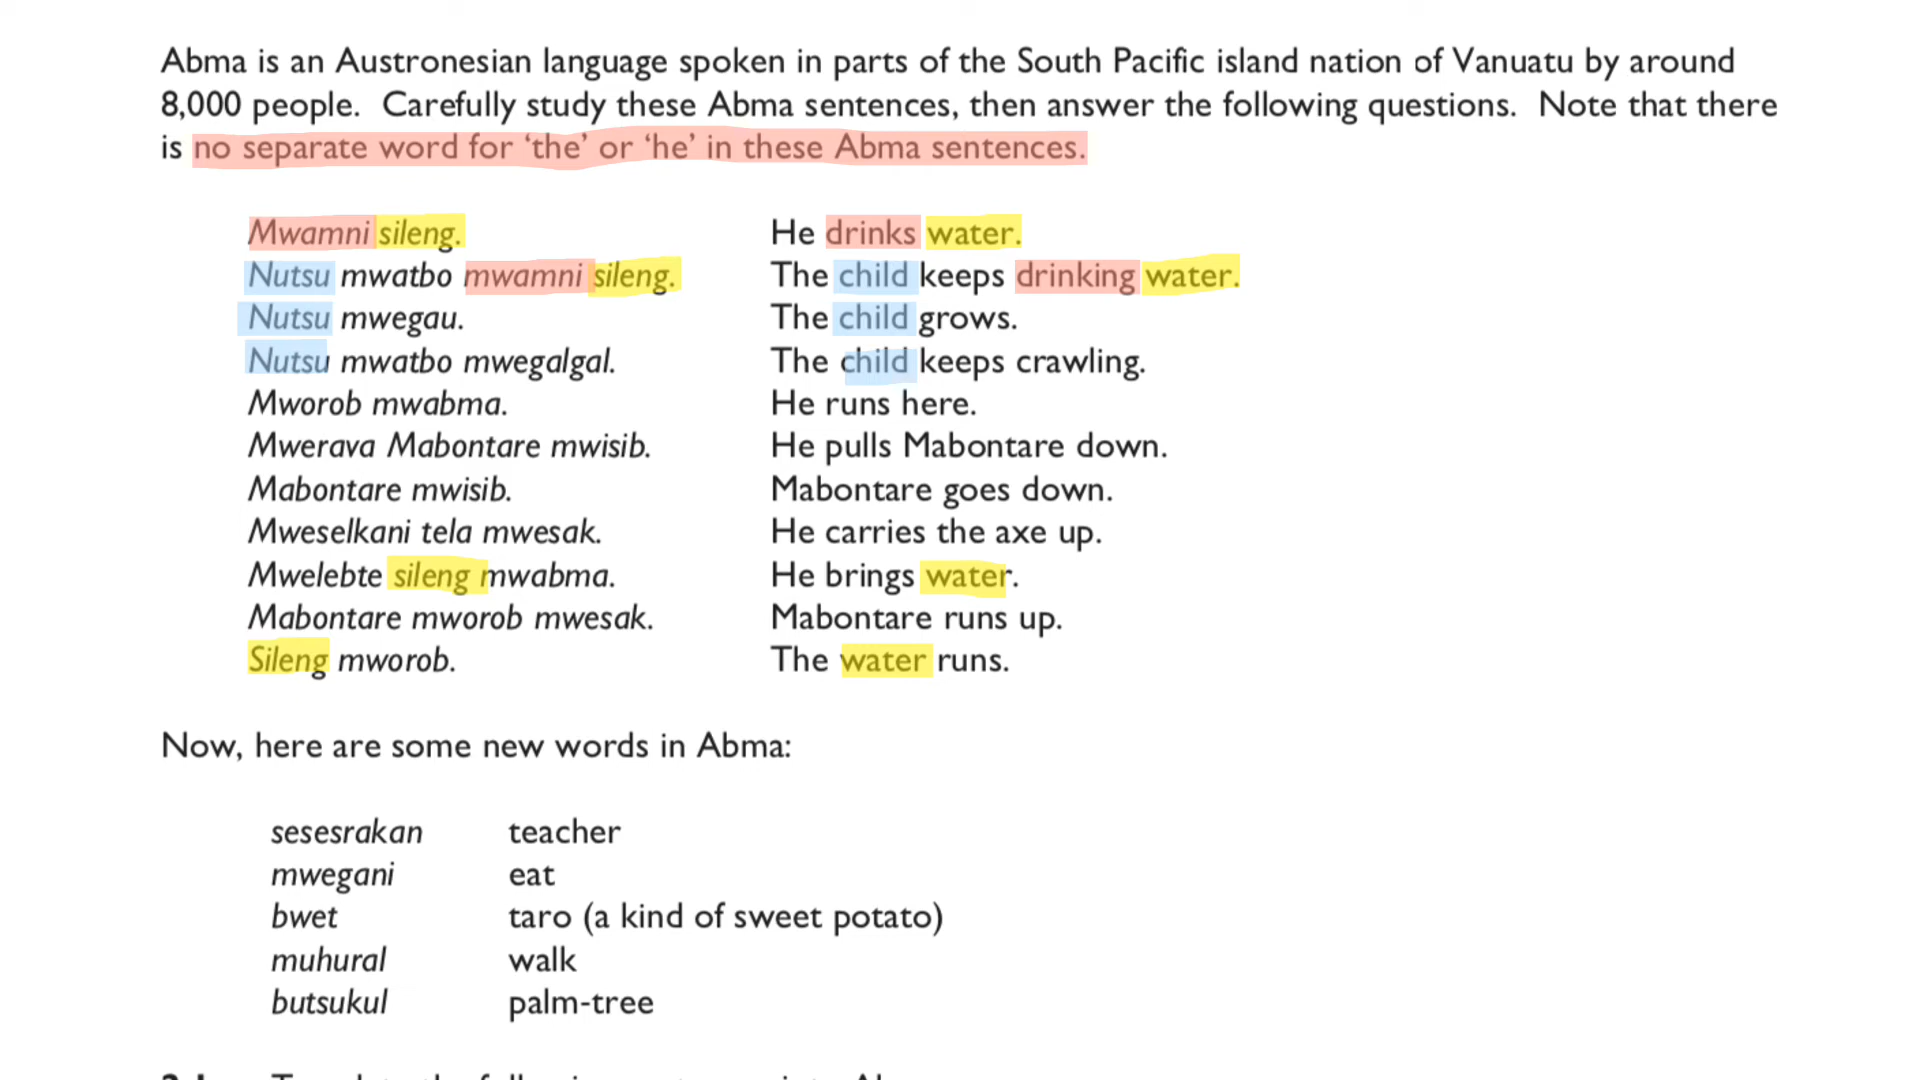 Abma is an Austronesian language spoken in parts of the South Pacific island nation of Vanuatu by around
8,000 people. Carefully study these Abma sentences, then answer the following questions. Note that there
is no separate word for ‘the’ or ‘he’ in these Abma sentences.
Mwamni sileng. He drinks water.
Nutsu mwatbo mwamni sileng. The child keeps drinking water.
Nutsu mwegau. The child grows.
Nutsu mwatbo mwegalgal. The child keeps crawling.
Mworob mwabma. He runs here.
Mwerava Mabontare mwisib. He pulls Mabontare down.
Mabontare mwisib. Mabontare goes down.
Mweselkani tela mwesak. He carries the axe up.
Mwelebte sileng mwabma. He brings water.
Mabontare mworob mwesak. Mabontare runs up.
Sileng mworob. The water runs.
Now, here are some new words in Abma:
sesesrakan teacher
mwegani eat
bwet taro (a kind of sweet potato)
muhural walk
butsukul palm-tree